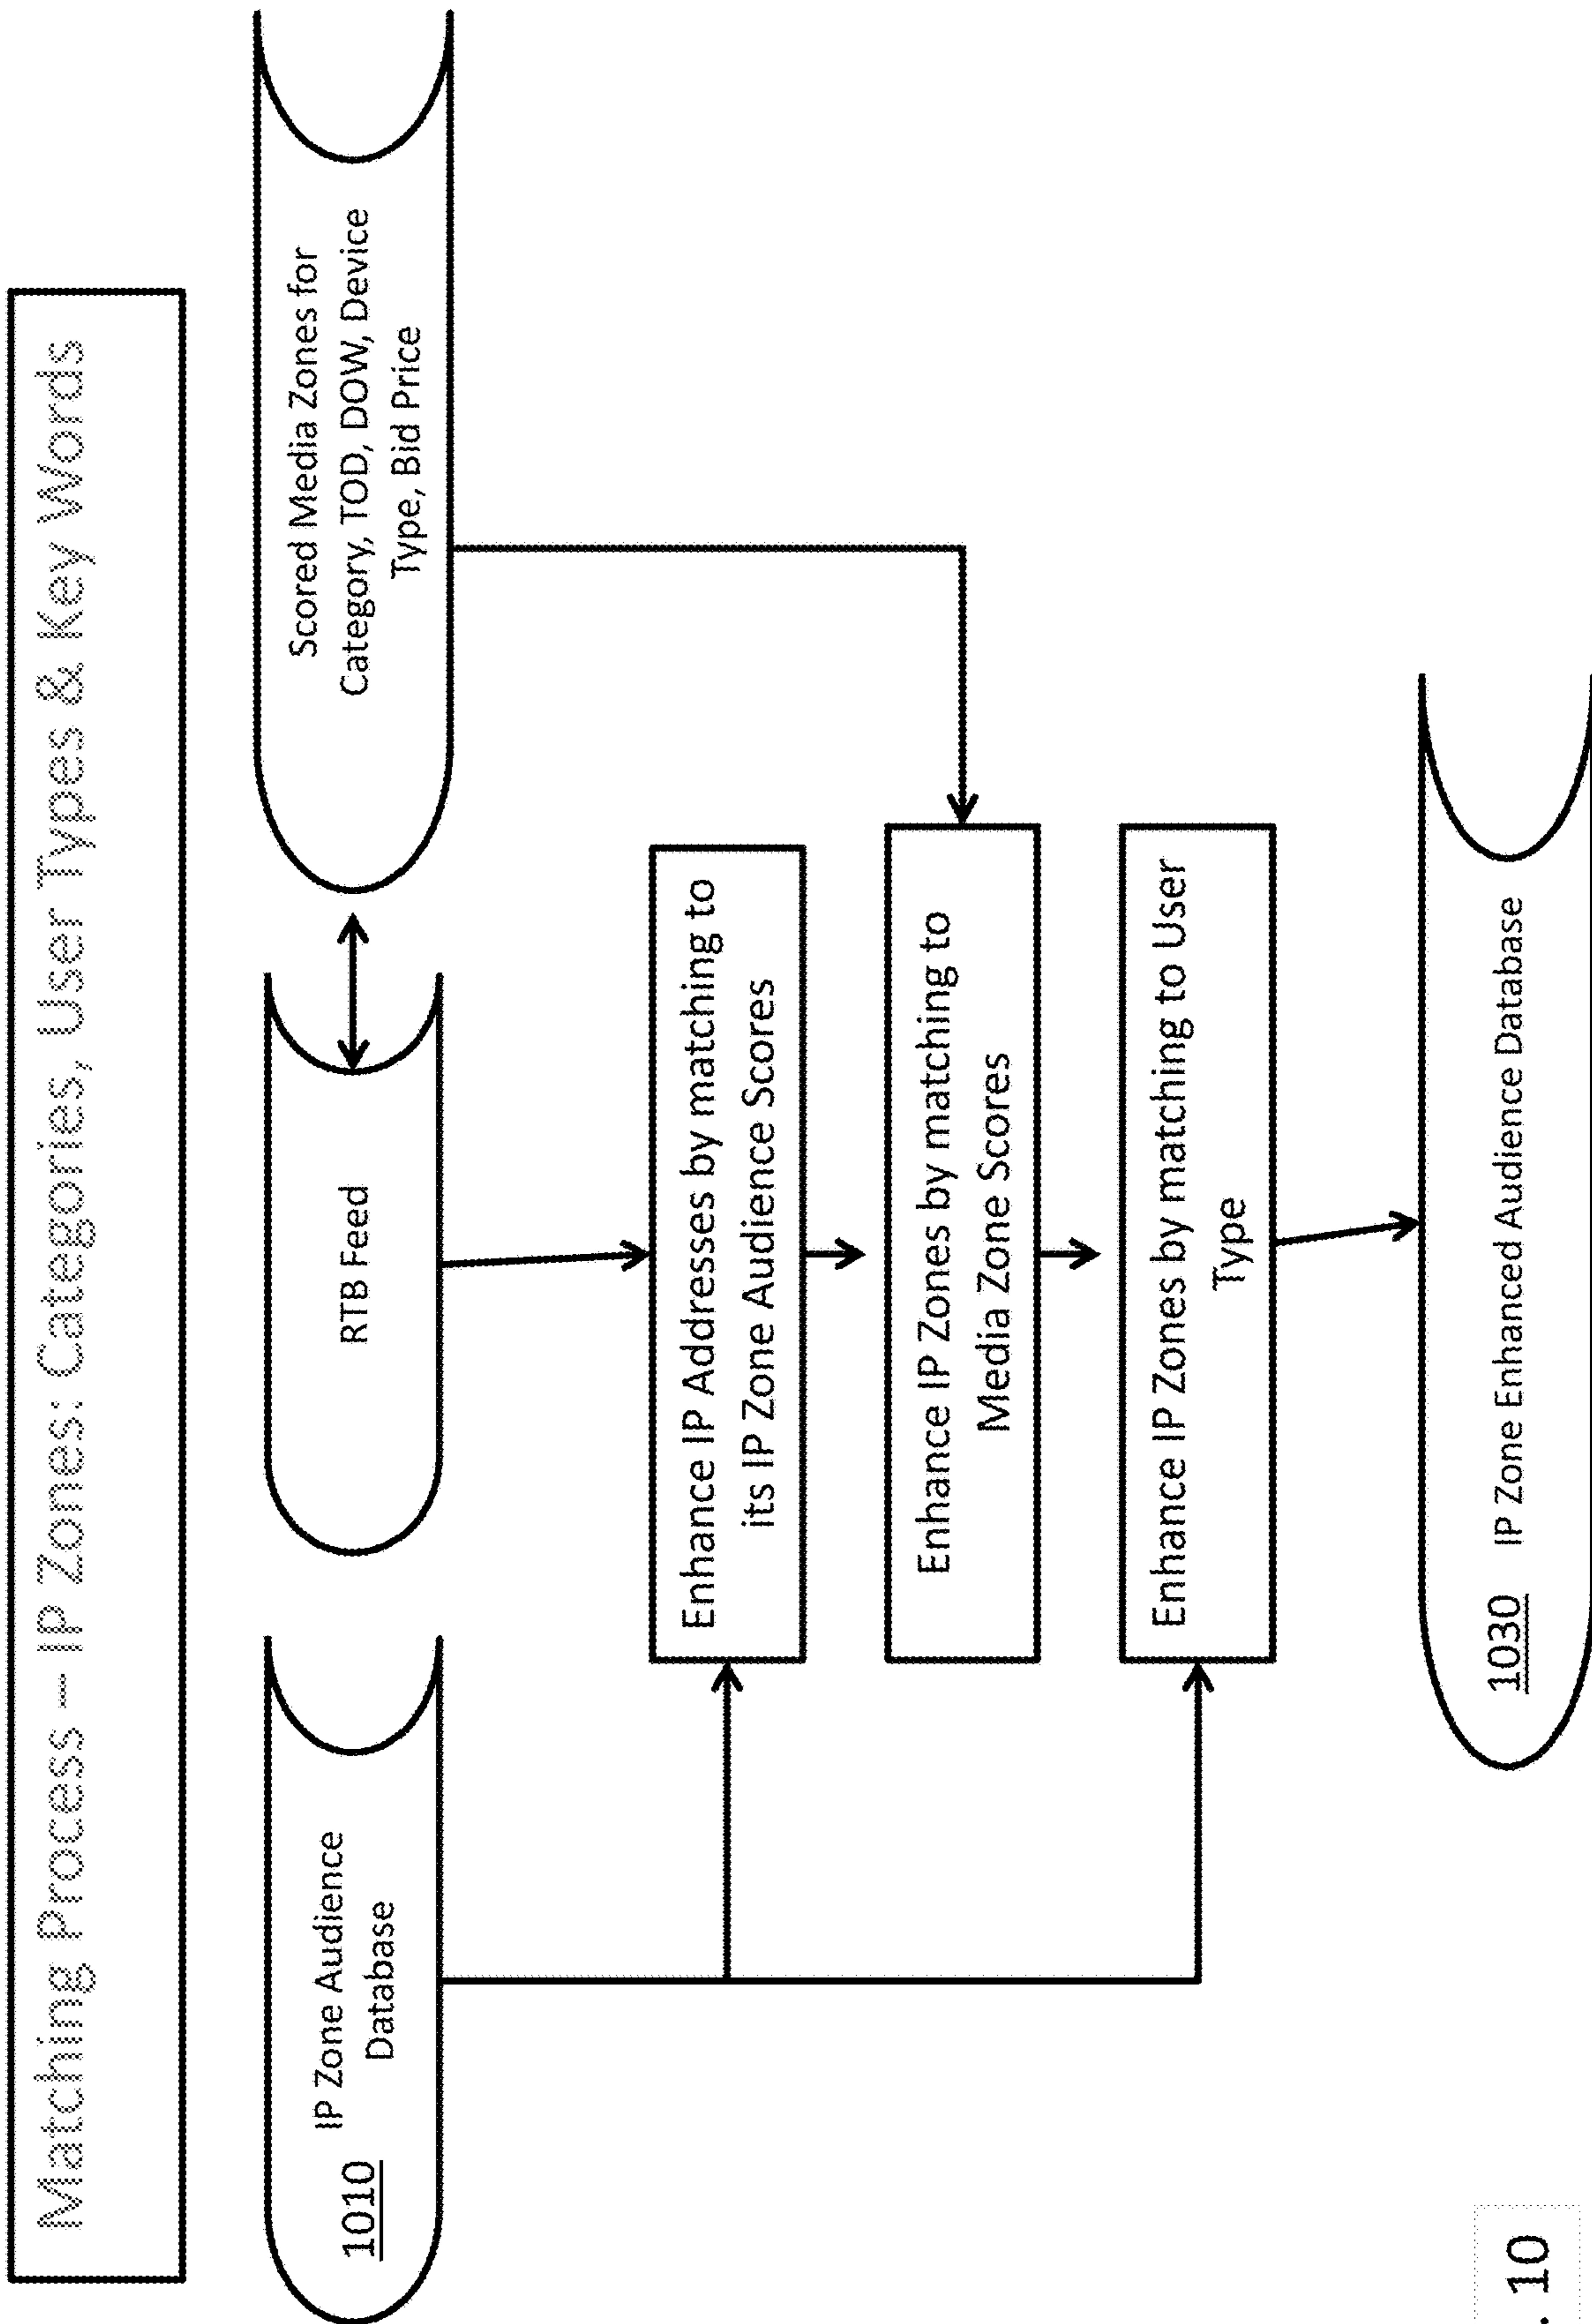 Matching Process – IP Zones: Categories, User Types & Key Words
1010
IP Zone Audience
Database
RTB Feed
Scored Media Zones for
Category, TOD, DOW, Device
Type, Bid Price
Enhance IP Addresses by matching to
its IP Zone Audience Scores
Enhance IP Zones by matching to
Media Zone Scores
Enhance IP Zones by matching to User
Type
1030 IP Zone Enhanced Audience Database
. 10